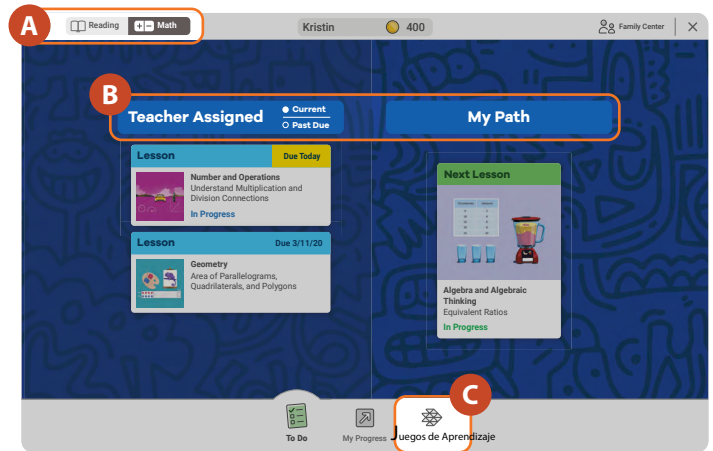 A
Reading
Math
Kristin
400
Family Center
B
Teacher Assigned
Current
Past Due
My Path
Lesson
Due Today
Number and Operations
Understand Multiplication and
Division Connections
In Progress
Lesson
Due 3/11/20
Geometry
Area of Parallelograms,
Quadrilaterals, and Polygons
Next Lesson
Algebra and Algebraic
Thinking
Equivalent Ratios
In Progress
C
To Do
My Progress
Juegos de Aprendizaje